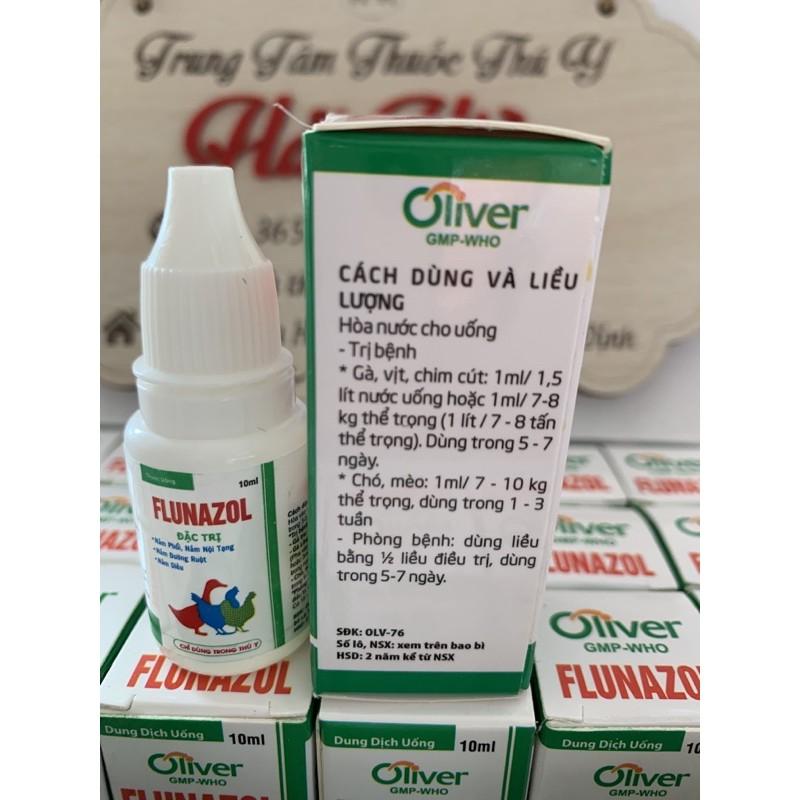 Trung Tâm Thuốc Thú Y
Oliver
GMP-WHO
CÁCH DÙNG VÀ LIỀU
LƯỢNG
Hòa nước cho uống
- Trị bệnh
* Gà, vịt, chim cút: 1ml/ 1,5
lít nước uống hoặc 1ml/ 7-8
kg thể trọng (1 lít / 7 - 8 tấn
thể trọng). Dùng trong 5 - 7
ngày.
* Chó, mèo: 1ml/ 7 - 10 kg
thể trọng, dùng trong 1 - 3
tuần
- Phòng bệnh: dùng liều
bằng ½ liều điều trị, dùng
trong 5-7 ngày.
SĐK: OLV-76
Số lô, NSX: xem trên bao bì
HSD: 2 năm kể từ NSX
Thuốc Uống
10ml
FLUNAZOL
ĐẶC TRỊ
•Nấm Phổi, Nấm Nội Tạng
•Nấm Đường Ruột
•Nấm Diều
CHỈ DÙNG TRONG THÚ Y
FLUNAZOL
Dung Dịch Uống 10ml
Oliver
GMP-WHO
FLUNAZOL
Dung Dịch Uống 10ml
Oliver
GMP-WHO
Oliver
GMP-WHO
FLUNAZOL
Dung Dịch Uống
Oliver
GMP-WHO
FLUNAZOL